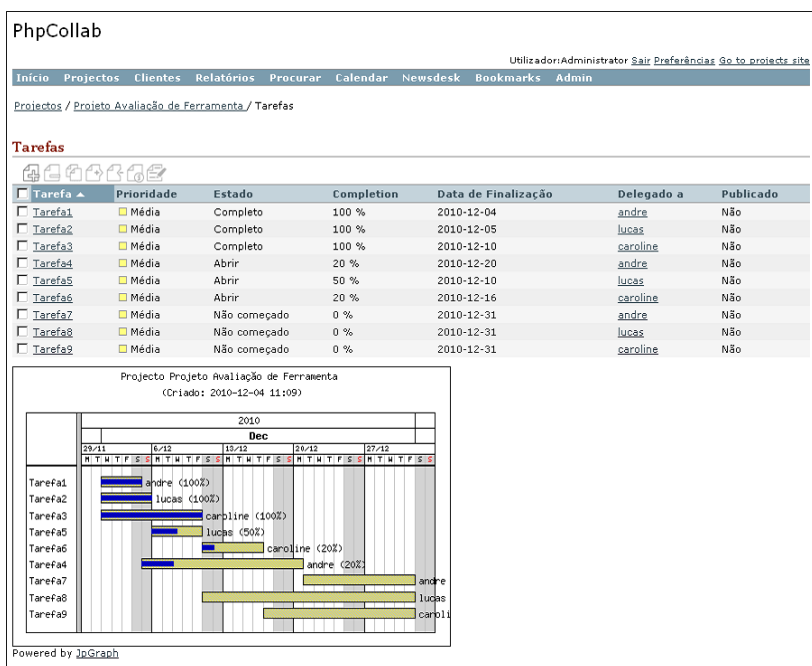 PhpCollab
Utilizador:Administrator Sair Preferências Go to projects site
Início Projectos Clientes Relatórios Procurar Calendar Newsdesk Bookmarks Admin
Projectos / Projeto Avaliação de Ferramenta / Tarefas
Tarefas
Tarefa Prioridade Estado Completion Data de Finalização Delegado a Publicado
Tarefa1 Média Completo 100 % 2010-12-04 andre Não
Tarefa2 Média Completo 100 % 2010-12-05 lucas Não
Tarefa3 Média Completo 100 % 2010-12-10 caroline Não
Tarefa4 Média Abrir 20 % 2010-12-20 andre Não
Tarefa5 Média Abrir 50 % 2010-12-10 lucas Não
Tarefa6 Média Abrir 20 % 2010-12-16 caroline Não
Tarefa7 Média Não começado 0 % 2010-12-31 andre Não
Tarefa8 Média Não começado 0 % 2010-12-31 lucas Não
Tarefa9 Média Não começado 0 % 2010-12-31 caroline Não
Projecto Projeto Avaliação de Ferramenta
(Criado: 2010-12-04 11:09)
2010
Dec
29/11 6/12 13/12 20/12 27/12
M T W T F S S M T W T F S S M T W T F S S M T W T F S S M T W T F S S
Tarefa1 andre (100%)
Tarefa2 lucas (100%)
Tarefa3 caroline (100%)
Tarefa5 lucas (50%)
Tarefa6 caroline (20%)
Tarefa4 andre (20%)
Tarefa7 andre
Tarefa8 lucas
Tarefa9 caroli
Powered by JpGraph